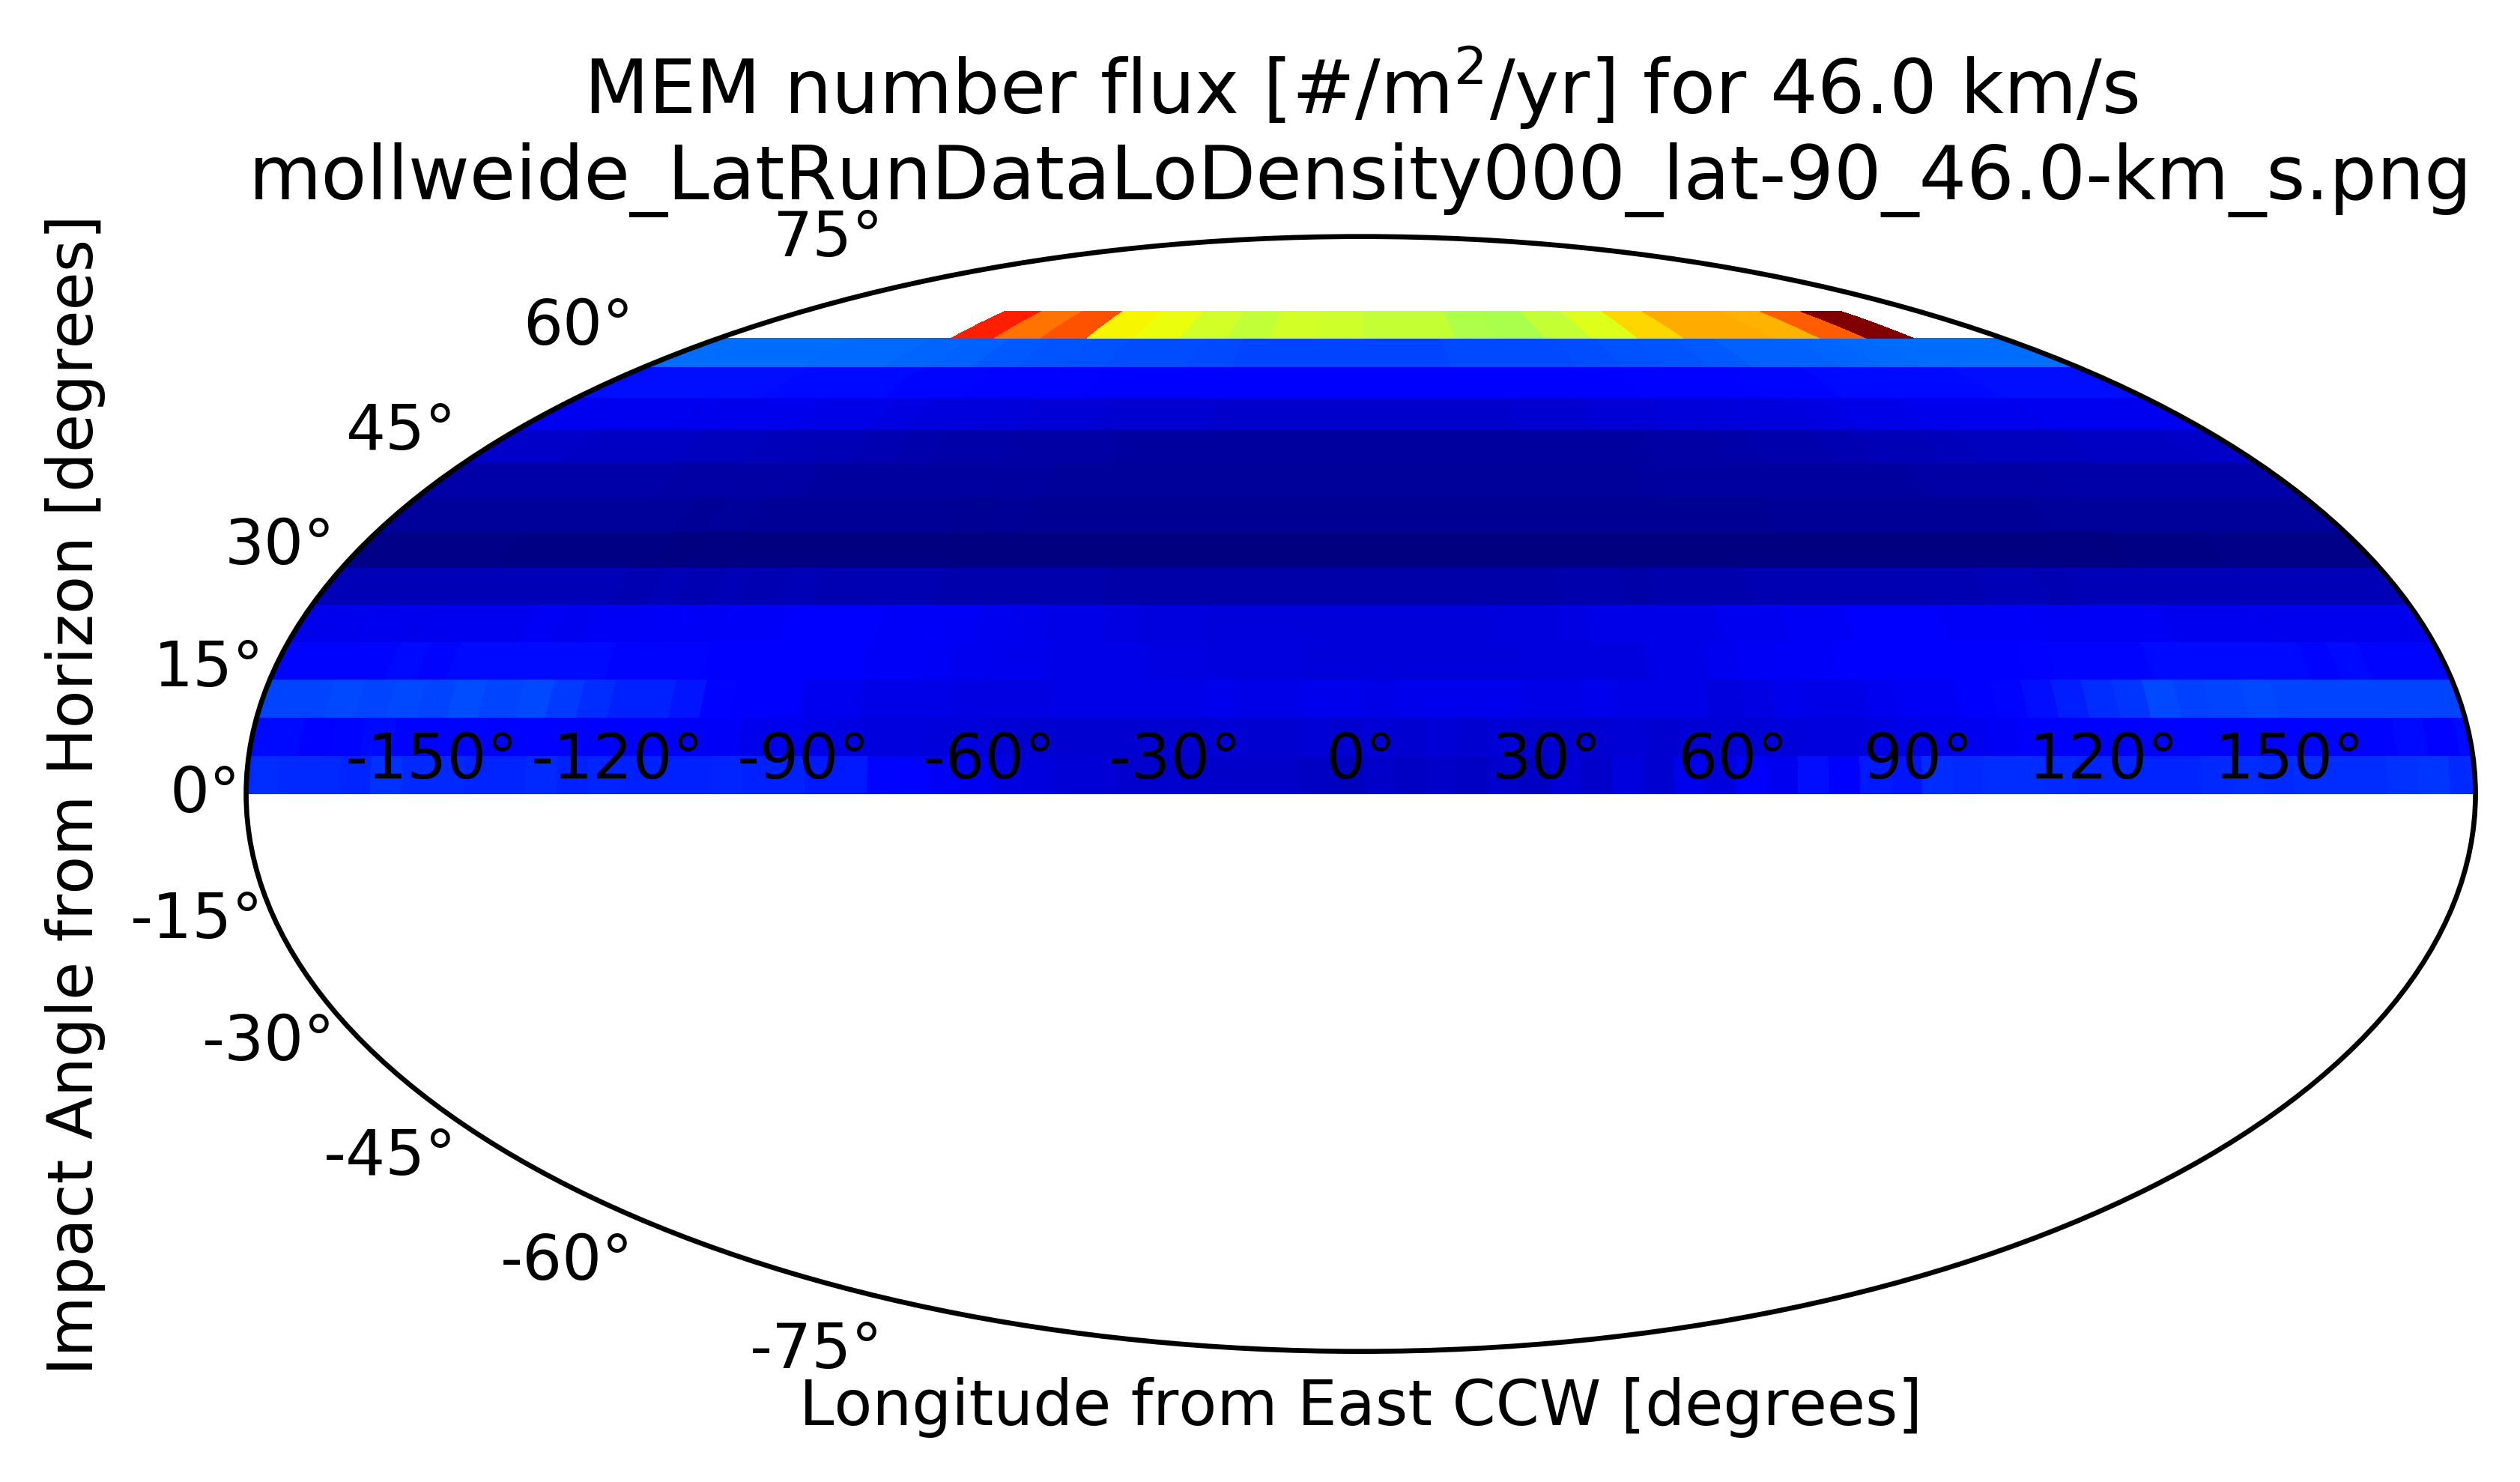 MEM number flux [#/m²/yr] for 46.0 km/s
mollweide_LatRunDataLoDensity000_lat-90_46.0-km_s.png
Impact Angle from Horizon [degrees]
75°
60°
45°
30°
15°
-150° -120° -90° -60° -30° 0° 30° 60° 90° 120° 150°
0°
-15°
-30°
-45°
-60°
-75°
Longitude from East CCW [degrees]